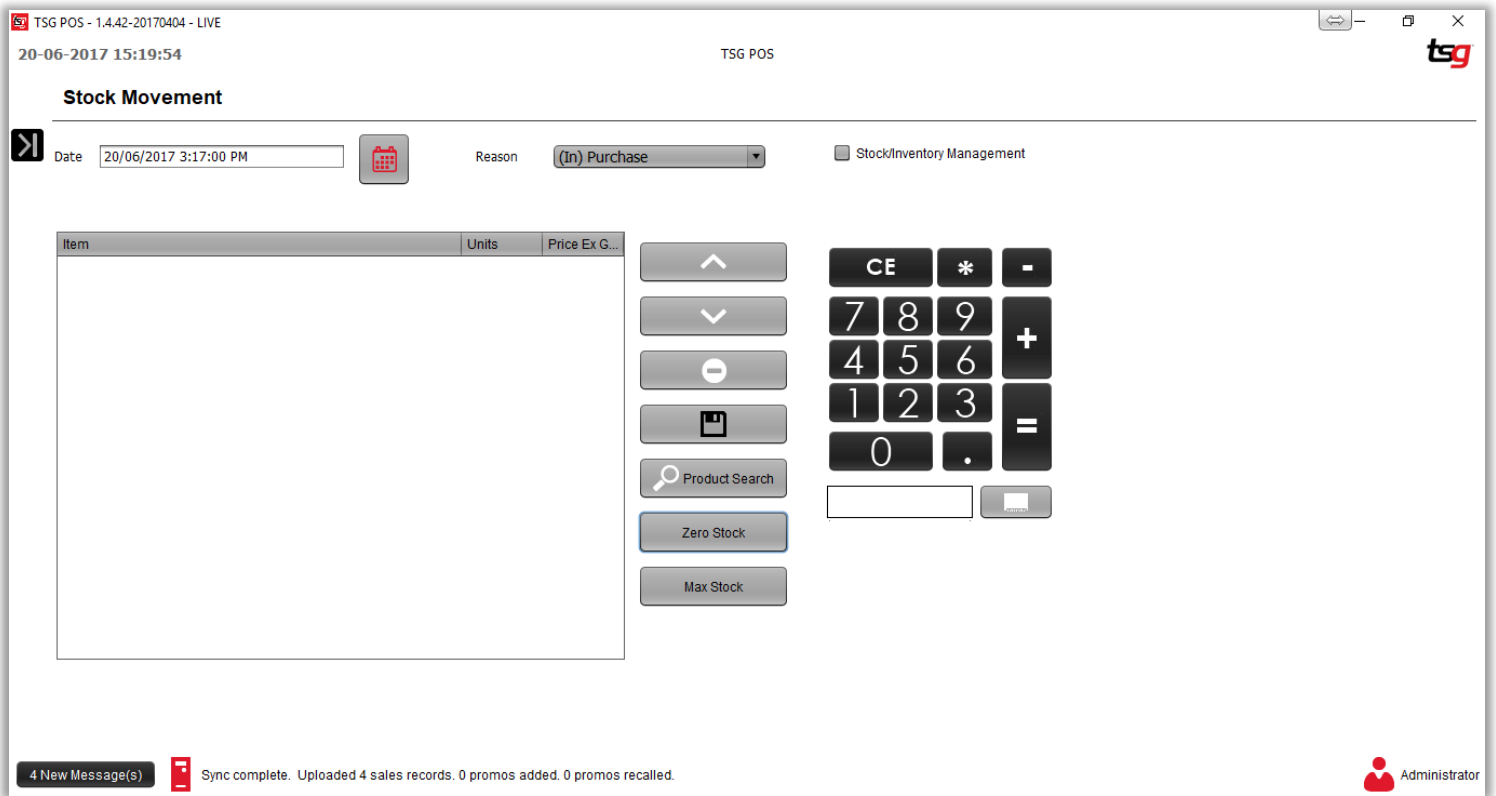 TSG POS - 1.4.42-20170404 - LIVE
20-06-2017 15:19:54
TSG POS
tsg
Stock Movement
Date 20/06/2017 3:17:00 PM Reason (In) Purchase Stock/Inventory Management
Item Units Price Ex G...
CE * -
7 8 9 +
4 5 6
1 2 3 =
0 .
Product Search
Zero Stock
Max Stock
4 New Message(s) Sync complete. Uploaded 4 sales records. 0 promos added. 0 promos recalled. Administrator